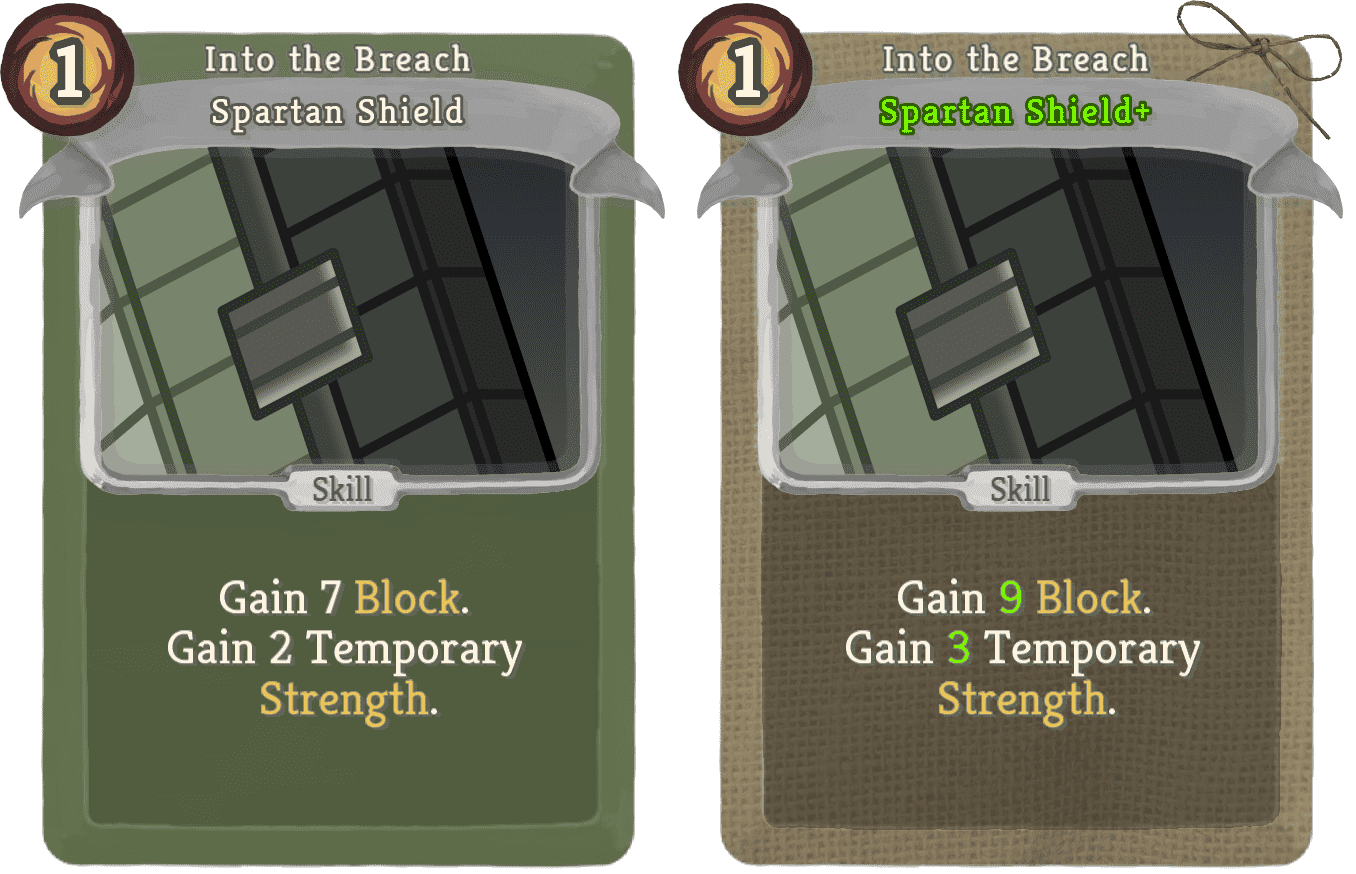 1
Into the Breach
Spartan Shield
Skill
Gain 7 Block.
Gain 2 Temporary
Strength.
1
Into the Breach
Spartan Shield+
Skill
Gain 9 Block.
Gain 3 Temporary
Strength.